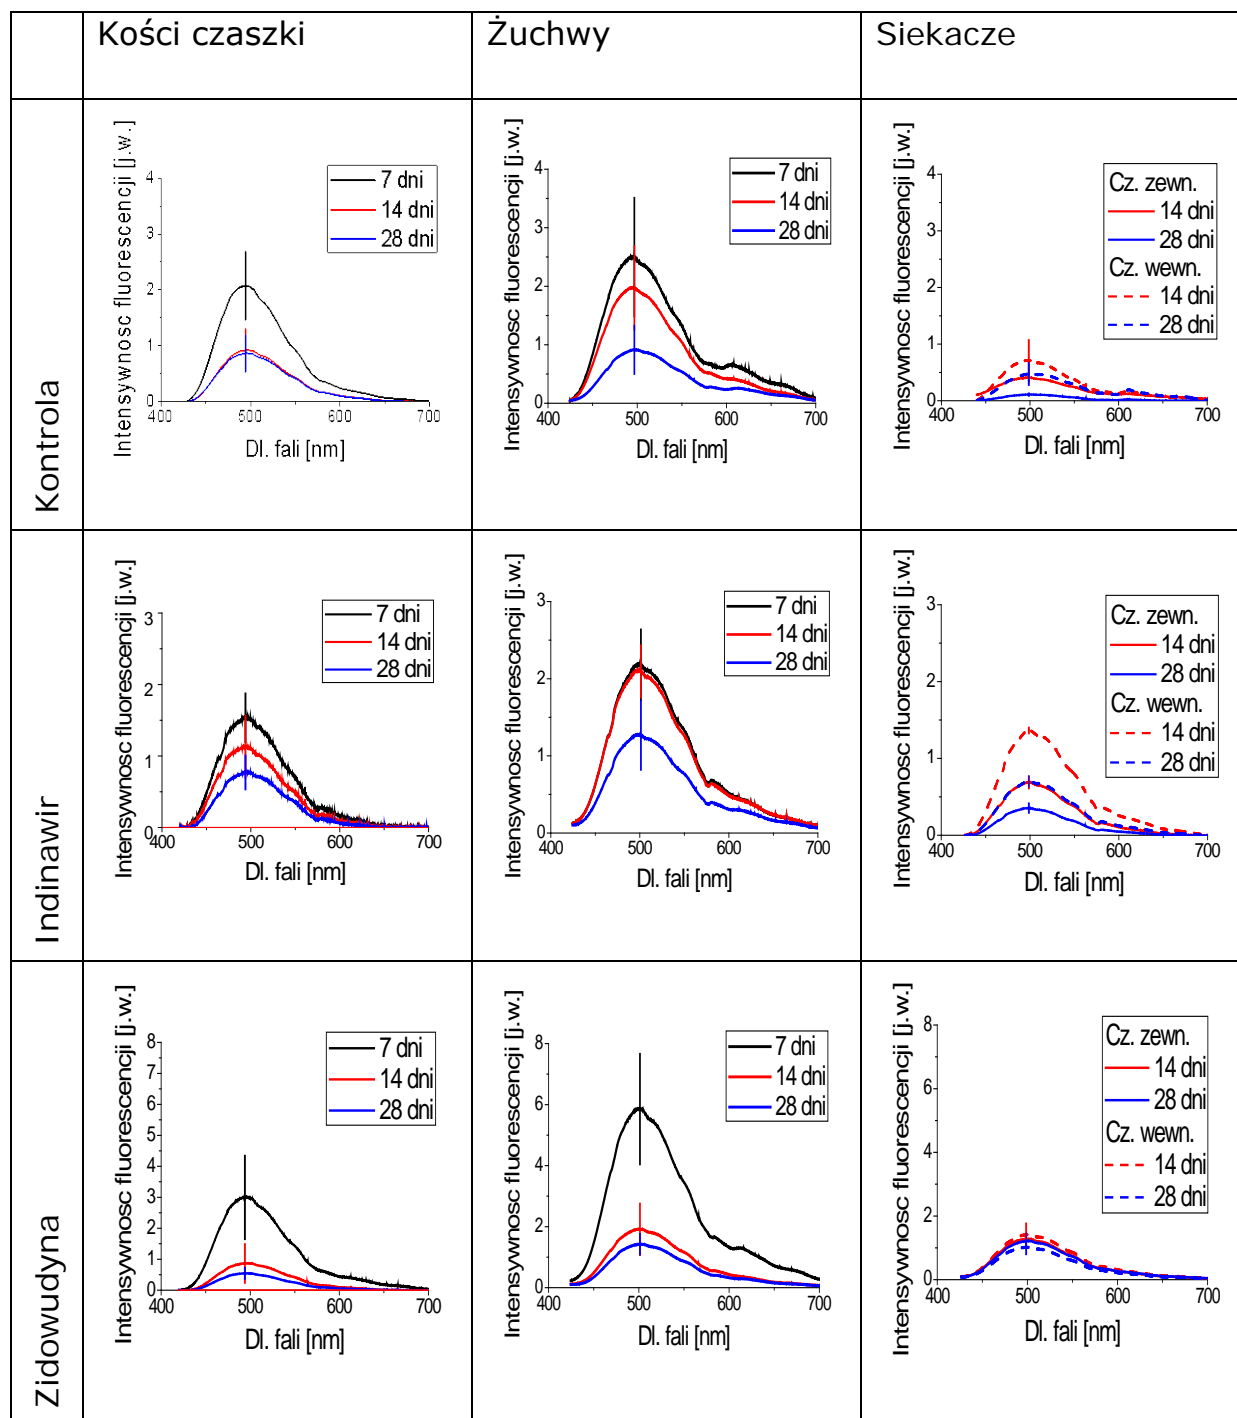 Kości czaszki
Żuchwy
Siekacze
Kontrola
Intensywnosc fluorescencji [j.w.]
4
3
2
1
0
400 500 600 700
Dl. fali [nm]
7 dni
14 dni
28 dni
Intensywnosc fluorescencji [j.w.]
4
3
2
1
0
400 500 600 700
Dl. fali [nm]
7 dni
14 dni
28 dni
Intensywnosc fluorescencji [j.w.]
4
3
2
1
0
400 500 600 700
Dl. fali [nm]
Cz. zewn.
14 dni
28 dni
Cz. wewn.
14 dni
28 dni
Indinawir
Intensywnosc fluorescencji [j.w.]
3
2
1
0
400 500 600 700
Dl. fali [nm]
7 dni
14 dni
28 dni
Intensywnosc fluorescencji [j.w.]
3
2
1
0
400 500 600 700
Dl. fali [nm]
7 dni
14 dni
28 dni
Intensywnosc fluorescencji [j.w.]
3
2
1
0
400 500 600 700
Dl. fali [nm]
Cz. zewn.
14 dni
28 dni
Cz. wewn.
14 dni
28 dni
Zidowudyna
Intensywnosc fluorescencji [j.w.]
8
7
6
5
4
3
2
1
0
400 500 600 700
Dl. fali [nm]
7 dni
14 dni
28 dni
Intensywnosc fluorescencji [j.w.]
8
6
4
2
0
400 500 600 700
Dl. fali [nm]
7 dni
14 dni
28 dni
Intensywnosc fluorescencji [j.w.]
8
6
4
2
0
400 500 600 700
Dl. fali [nm]
Cz. zewn.
14 dni
28 dni
Cz. wewn.
14 dni
28 dni